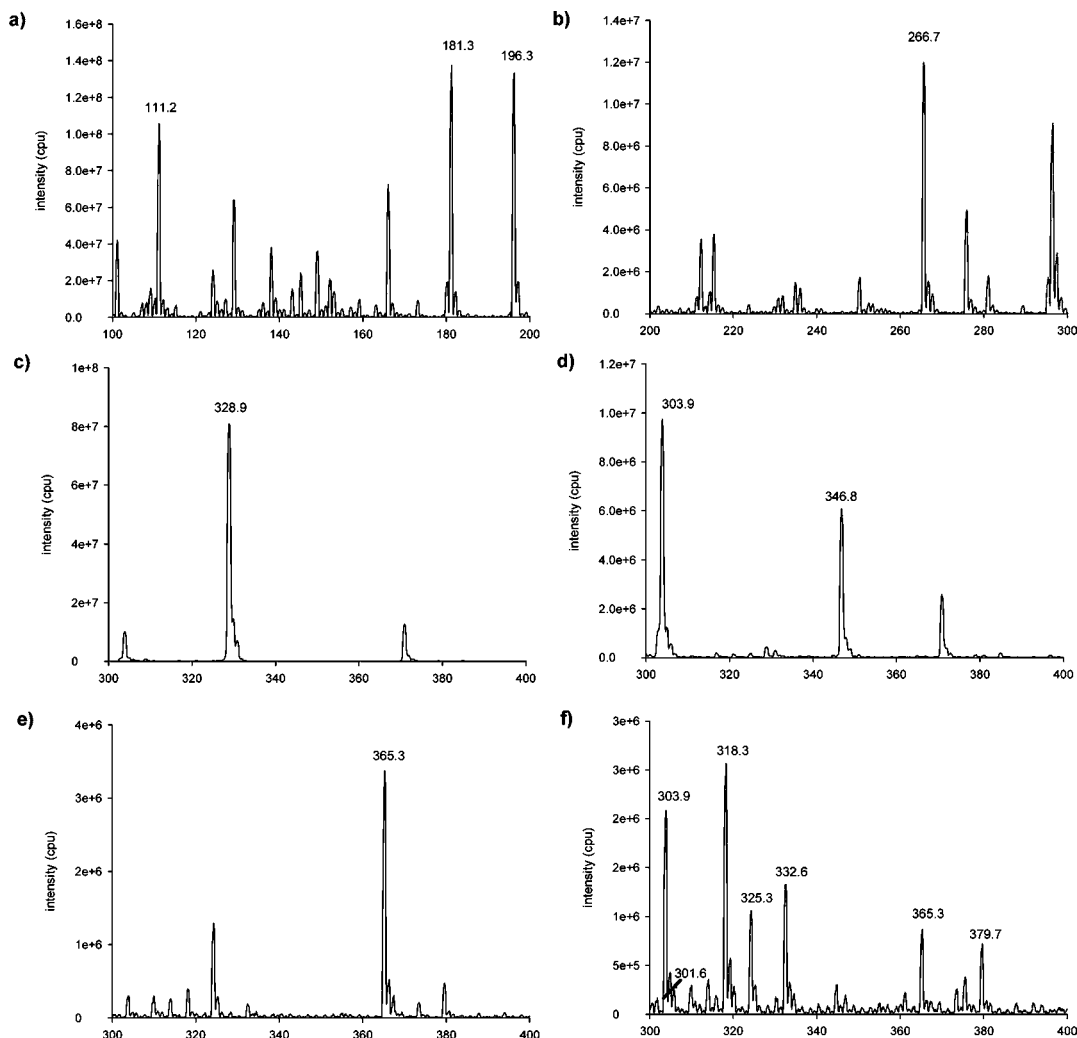 a)
1.6e+8
1.4e+8
1.2e+8
1.0e+8
8.0e+7
6.0e+7
4.0e+7
2.0e+7
0.0
intensity (cpu)
111.2
181.3
196.3
100 120 140 160 180 200
b)
1.4e+7
1.2e+7
1.0e+7
8.0e+6
6.0e+6
4.0e+6
2.0e+6
0.0
intensity (cpu)
266.7
200 220 240 260 280 300
c)
1e+8
8e+7
6e+7
4e+7
2e+7
0
intensity (cpu)
328.9
300 320 340 360 380 400
d)
1.2e+7
1.0e+7
8.0e+6
6.0e+6
4.0e+6
2.0e+6
0.0
intensity (cpu)
303.9
346.8
300 320 340 360 380 400
e)
4e+6
3e+6
2e+6
1e+6
0
intensity (cpu)
365.3
300 320 340 360 380 400
f)
3e+6
3e+6
2e+6
2e+6
1e+6
5e+5
0
intensity (cpu)
303.9
301.6
318.3
325.3
332.6
365.3
379.7
300 320 340 360 380 400